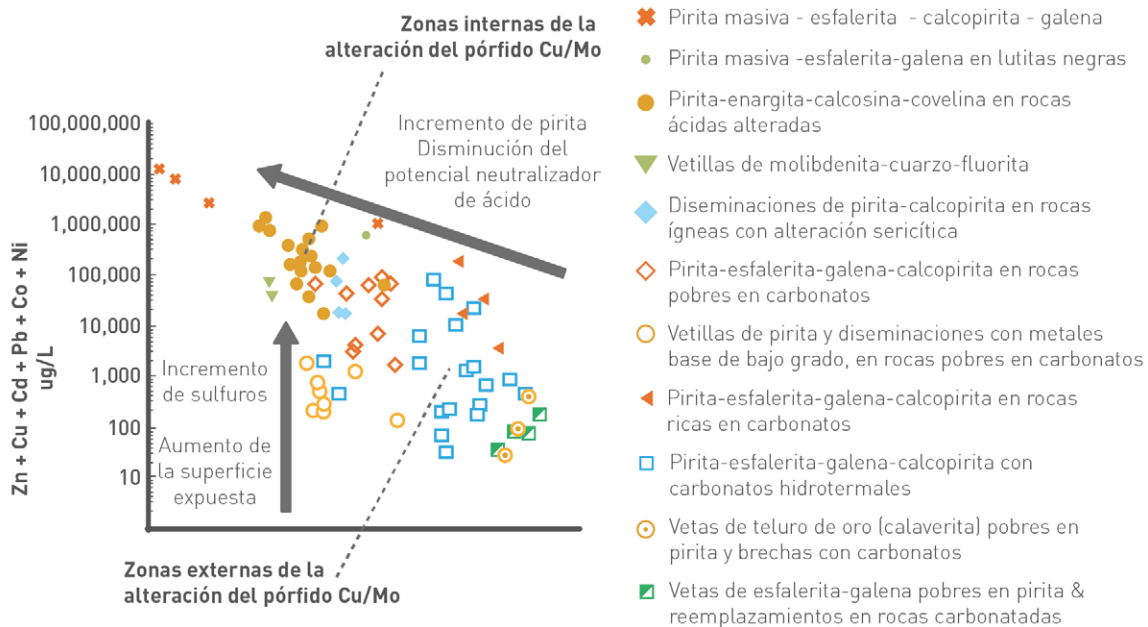 Zonas internas de la
alteración del pórfido Cu/Mo
100,000,000
10,000,000
1,000,000
100,000
10,000
1,000
100
10
Zn + Cu + Cd + Pb + Co + Ni
ug/L
Incremento de pirita
Disminución del
potencial neutralizador
de ácido
Incremento
de sulfuros
Aumento de
la superficie
expuesta
Zonas externas de la
alteración del pórfido Cu/Mo
Pirita masiva - esfalerita - calcopirita - galena
Pirita masiva -esfalerita-galena en lutitas negras
Pirita-enargita-calcosina-covelina en rocas
ácidas alteradas
Vetillas de molibdenita-cuarzo-fluorita
Diseminaciones de pirita-calcopirita en rocas
ígneas con alteración sericítica
Pirita-esfalerita-galena-calcopirita en rocas
pobres en carbonatos
Vetillas de pirita y diseminaciones con metales
base de bajo grado, en rocas pobres en carbonatos
Pirita-esfalerita-galena-calcopirita en rocas
ricas en carbonatos
Pirita-esfalerita-galena-calcopirita con
carbonatos hidrotermales
Vetas de teluro de oro (calaverita) pobres en
pirita y brechas con carbonatos
Vetas de esfalerita-galena pobres en pirita &
reemplazamientos en rocas carbonatadas